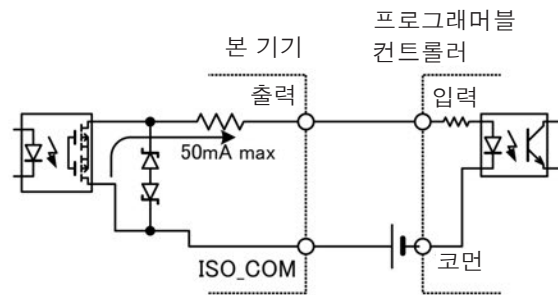 본 기기
프로그래머블
컨트롤러
출력
입력
50mA max
ISO_COM
코먼